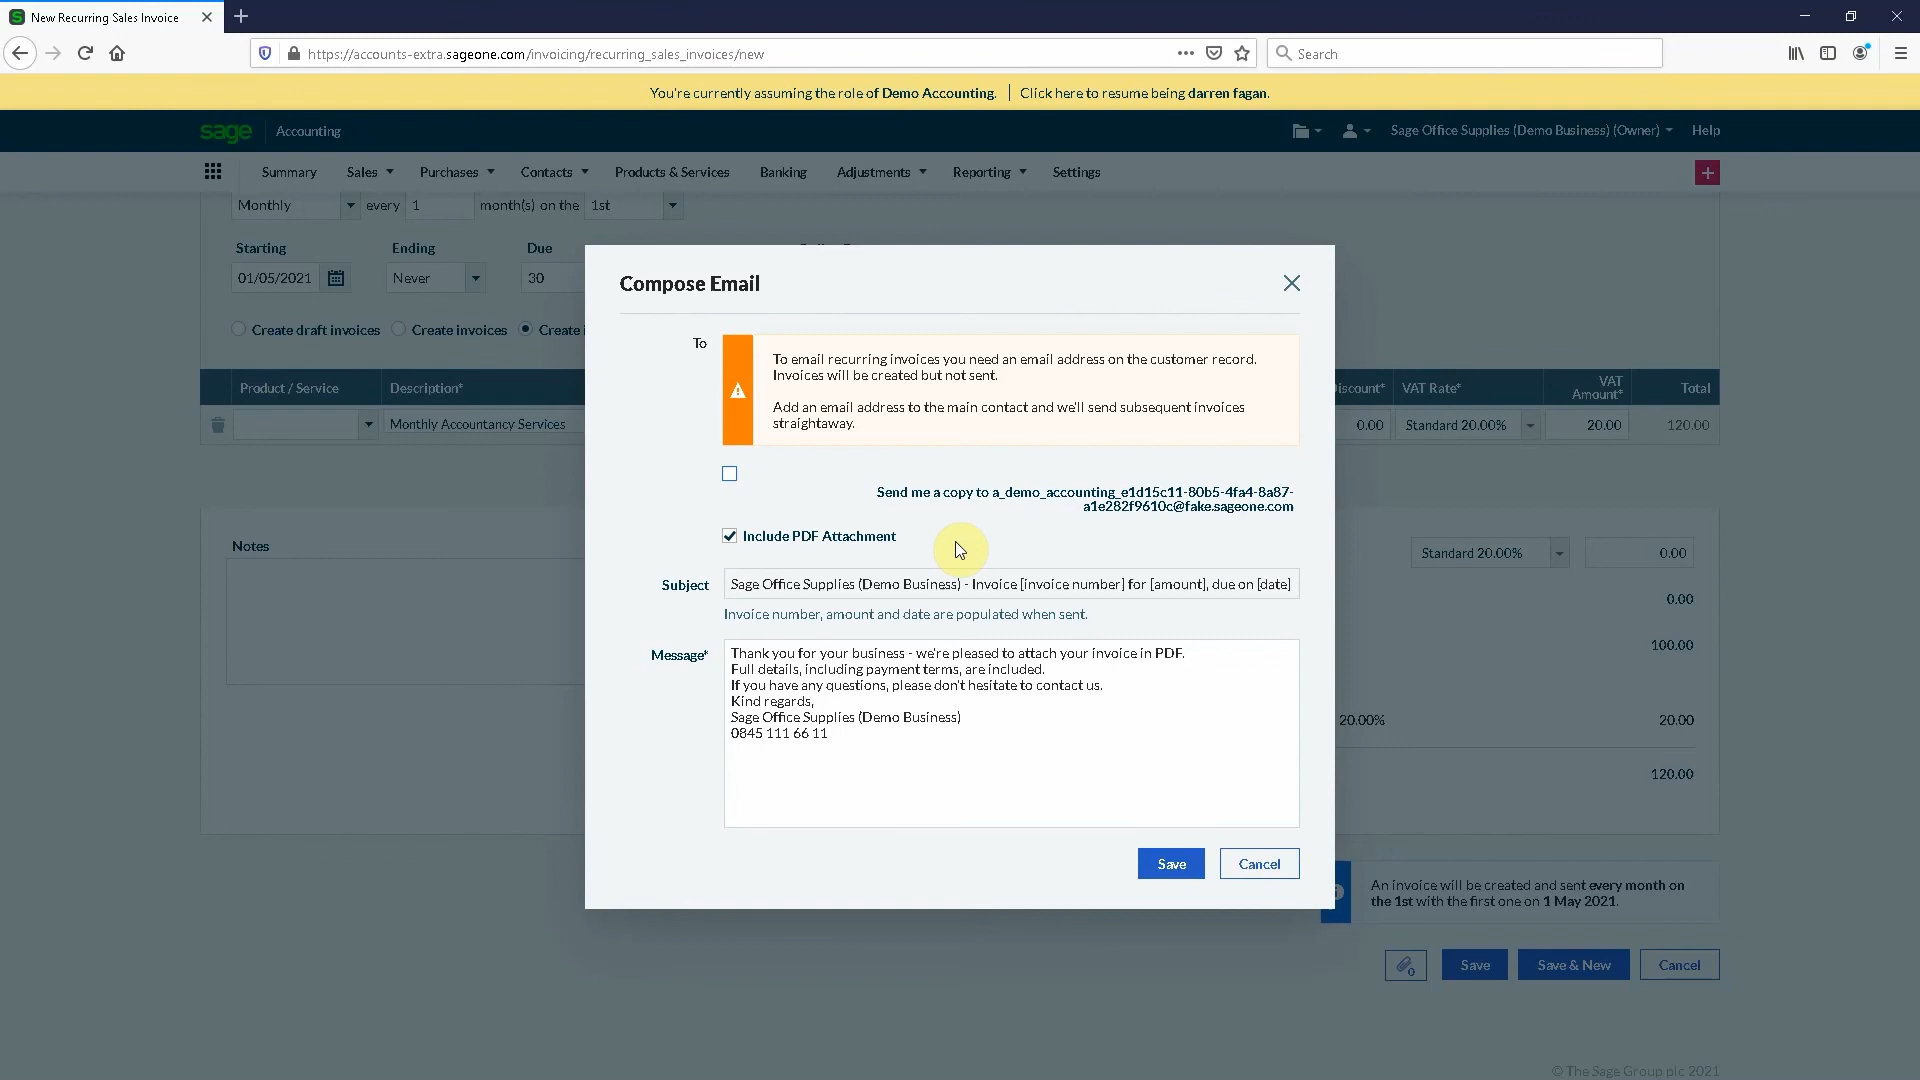 New Recurring Sales Invoice
https://accounts-extra.sageone.com/invoicing/recurring_sales_invoices/new
Search
You're currently assuming the role of Demo Accounting. | Click here to resume being darren fagan.
sage Accounting
Sage Office Supplies (Demo Business) (Owner) Help
Summary Sales Purchases Contacts Products & Services Banking Adjustments Reporting Settings
Monthly every 1 month(s) on the 1st
Starting Ending Due
01/05/2021 Never 30
Create draft invoices Create invoices Create i
Product / Service Description* Discount* VAT Rate* VAT Amount* Total
Monthly Accountancy Services 0.00 Standard 20.00% 20.00 120.00
Notes
Standard 20.00% 0.00
0.00
100.00
20.00% 20.00
120.00
Compose Email
To
To email recurring invoices you need an email address on the customer record.
Invoices will be created but not sent.
Add an email address to the main contact and we'll send subsequent invoices
straightaway.
Send me a copy to a_demo_accounting_e1d15c11-80b5-4fa4-8a87-
a1e282f9610c@fake.sageone.com
Include PDF Attachment
Subject Sage Office Supplies (Demo Business) - Invoice [invoice number] for [amount], due on [date]
Invoice number, amount and date are populated when sent.
Message* Thank you for your business - we're pleased to attach your invoice in PDF.
Full details, including payment terms, are included.
If you have any questions, please don't hesitate to contact us.
Kind regards,
Sage Office Supplies (Demo Business)
0845 111 66 11
Save Cancel
An invoice will be created and sent every month on
the 1st with the first one on 1 May 2021.
0 Save Save & New Cancel
© The Sage Group plc 2021